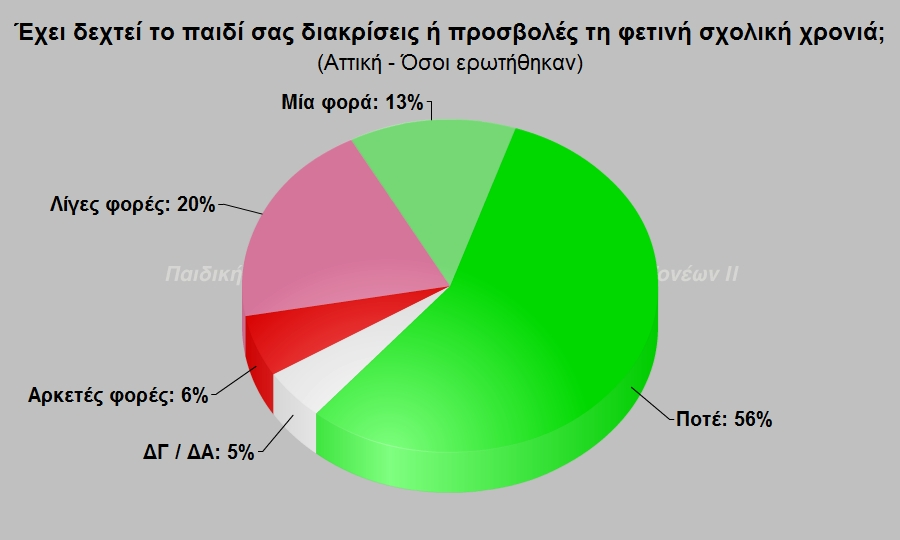 Έχει δεχτεί το παιδί σας διακρίσεις ή προσβολές τη φετινή σχολική χρονιά;
(Αττική - Όσοι ερωτήθηκαν)
Μία φορά: 13%
Λίγες φορές: 20%
Παιδική
Αρκετές φορές: 6%
Ποτέ: 56%
ΔΓ / ΔΑ: 5%